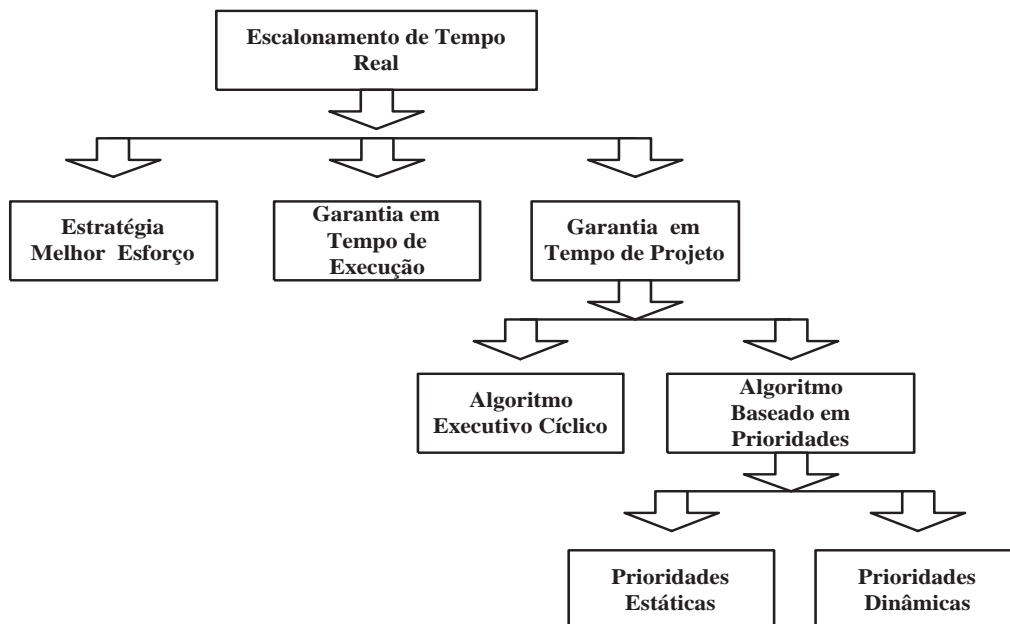 Escalonamento de Tempo
Real
Estratégia
Melhor Esforço
Garantia em
Tempo de
Execução
Garantia em
Tempo de Projeto
Algoritmo
Executivo Cíclico
Algoritmo
Baseado em
Prioridades
Prioridades
Estáticas
Prioridades
Dinâmicas